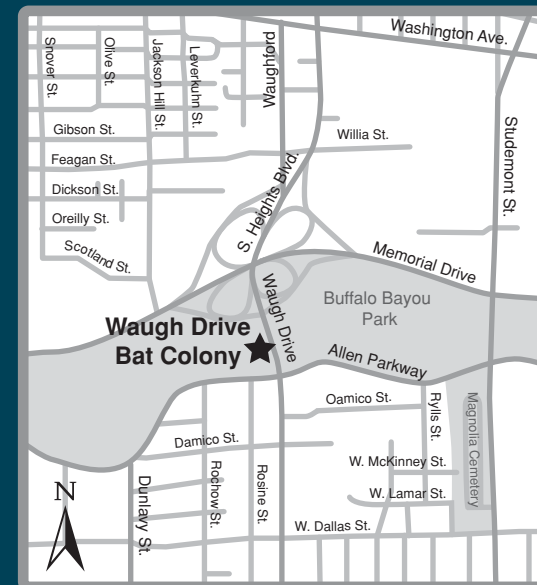 Washington Ave.
Snover St.
Olive St.
Jackson Hill St.
Leverkuhn St.
Waughford
Studemont St.
Gibson St.
Willia St.
Feagan St.
S. Heights Blvd.
Dickson St.
Oreilly St.
Scotland St.
Memorial Drive
Waugh Drive
Buffalo Bayou
Park
Waugh Drive
Bat Colony
Allen Parkway
Oamico St.
Rylls St.
Magnolia Cemetery
Damico St.
W. McKinney St.
Dunlavy St.
Rochow St.
Rosine St.
W. Lamar St.
N
W. Dallas St.